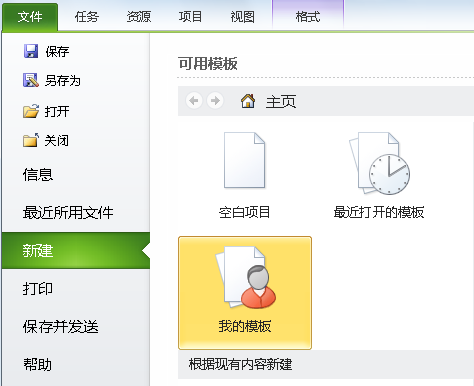 文件 任务 资源 项目 视图 格式
保存
另存为
打开
关闭
信息
最近所用文件
新建
打印
保存并发送
帮助
可用模板
主页
空白项目 最近打开的模板
我的模板
根据现有内容新建